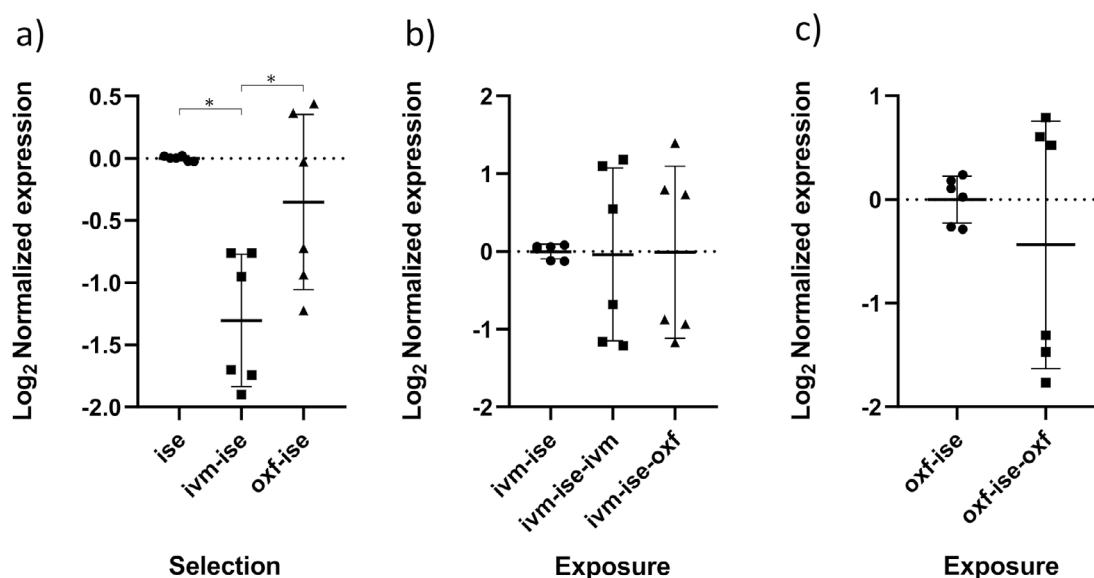 a)
Log2 Normalized expression
0.5
0.0
-0.5
-1.0
-1.5
-2.0
*
*
ise
ivm-ise
oxf-ise
Selection
b)
Log2 Normalized expression
2
1
0
-1
-2
ivm-ise
ivm-ise-ivm
ivm-ise-oxf
Exposure
c)
Log2 Normalized expression
1
0
-1
-2
oxf-ise
oxf-ise-oxf
Exposure